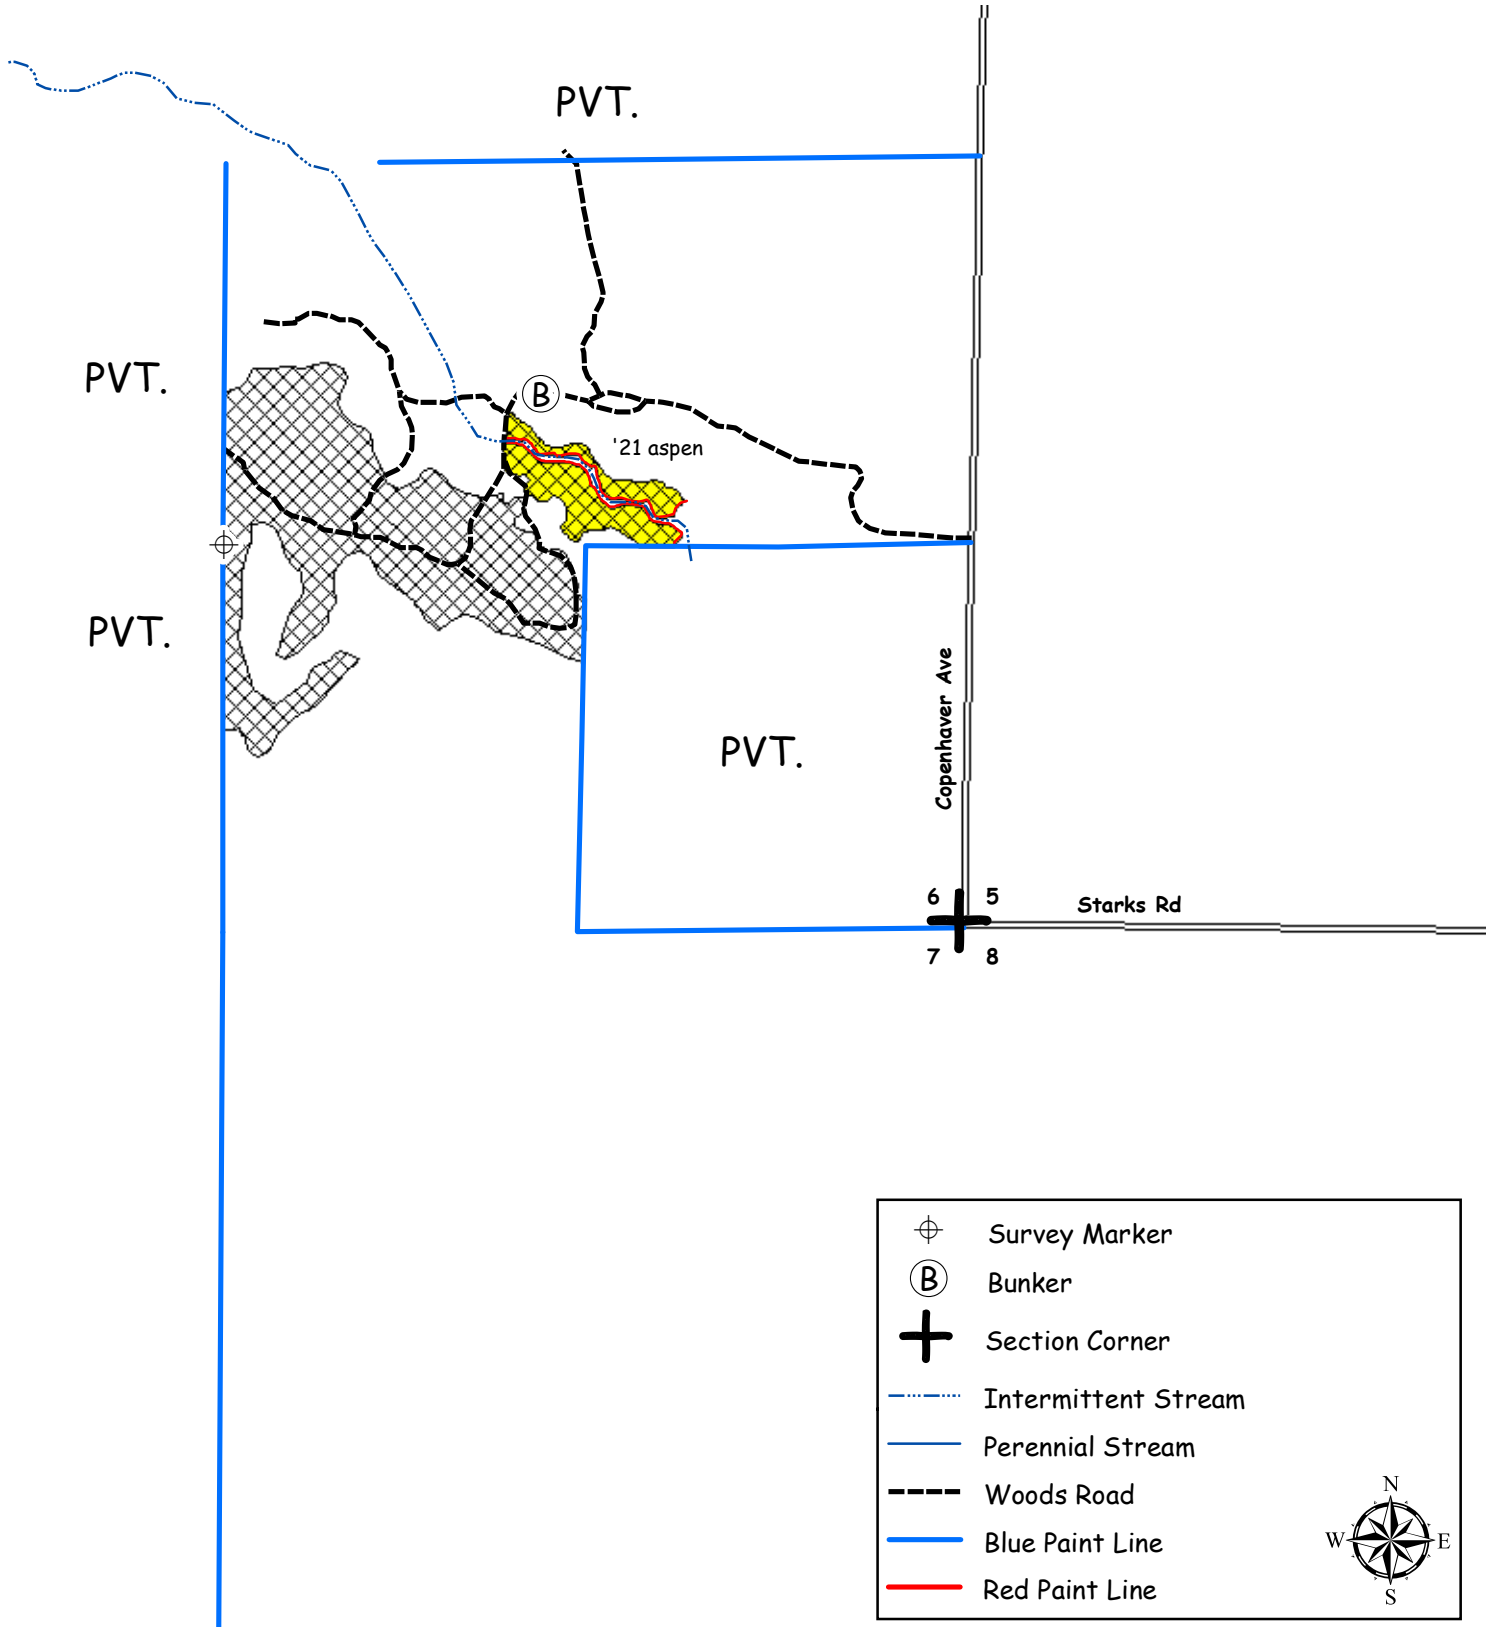 PVT.
PVT.
B
'21 aspen
PVT.
Copenhaver Ave
PVT.
6 5
Starks Rd
7 8
Survey Marker
B Bunker
Section Corner
Intermittent Stream
Perennial Stream
Woods Road
Blue Paint Line
Red Paint Line
N
W E
S